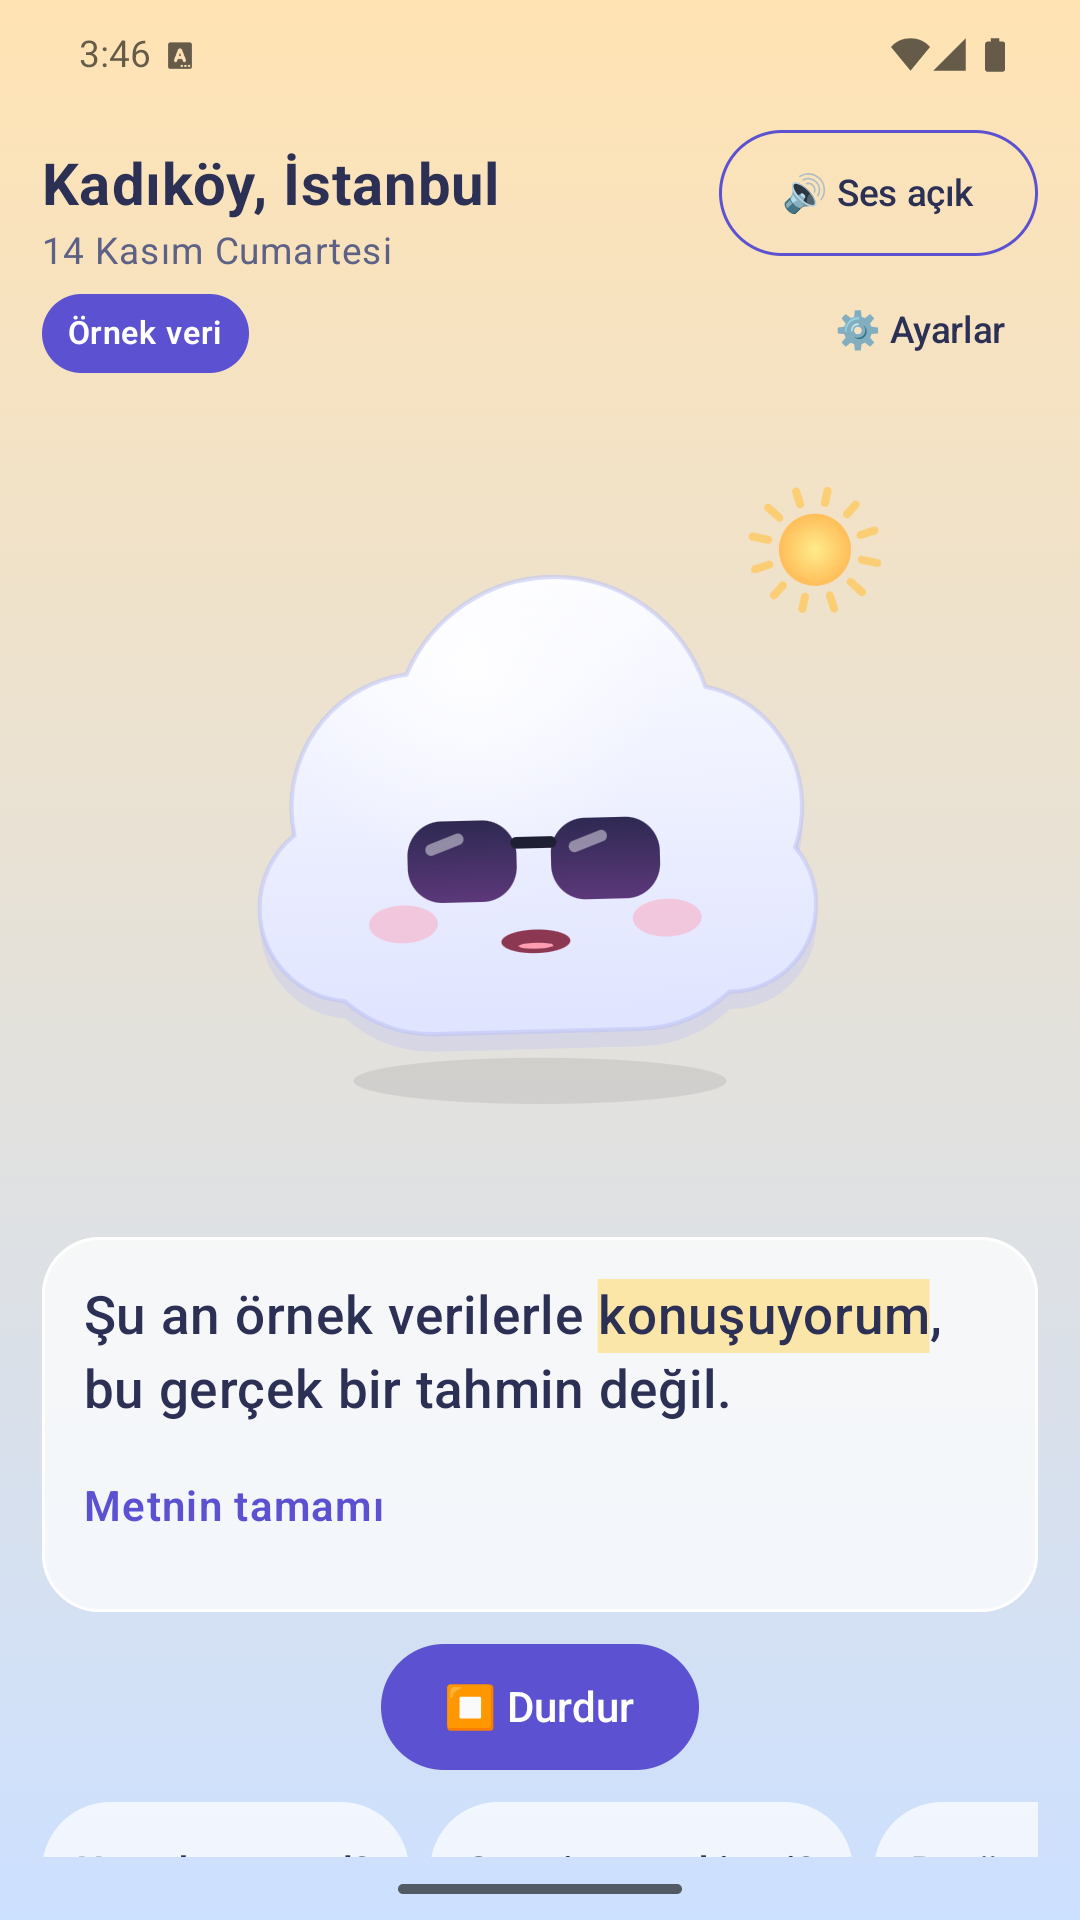 3:46
Kadıköy, İstanbul
🔊 Ses açık
14 Kasım Cumartesi
Örnek veri
⚙️ Ayarlar
Şu an örnek verilerle konuşuyorum,
bu gerçek bir tahmin değil.
Metnin tamamı
⏹️ Durdur